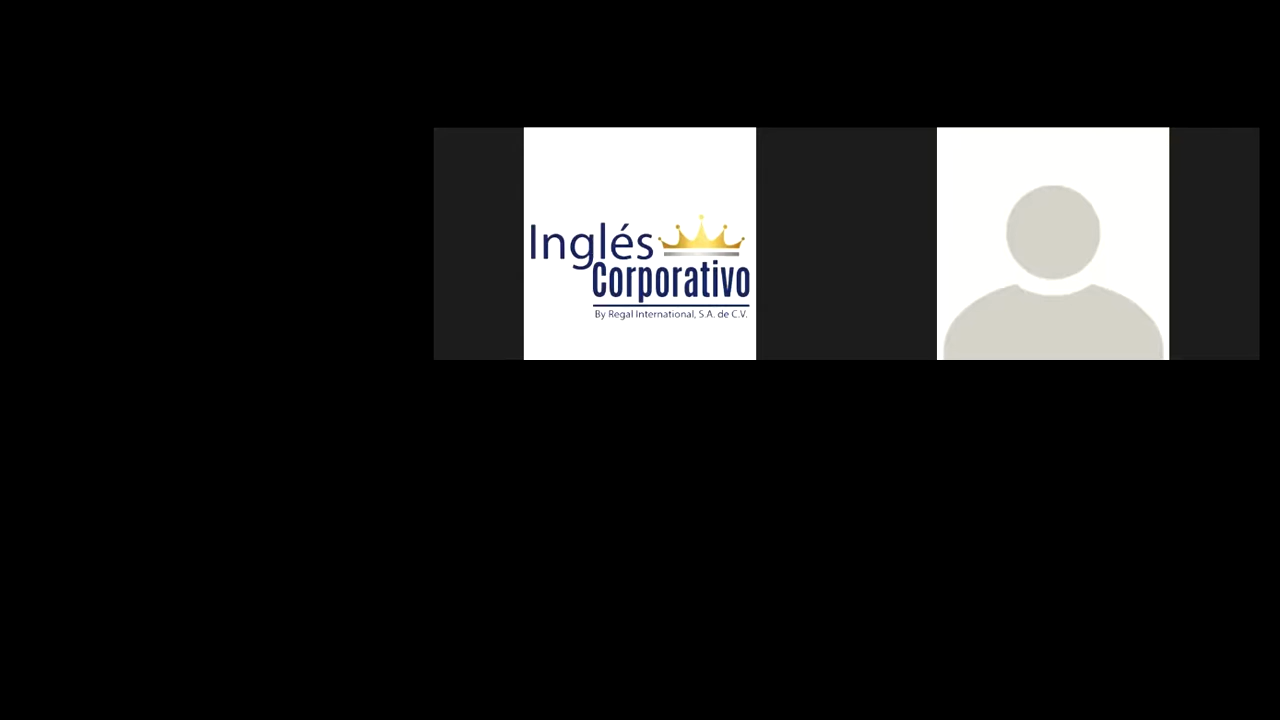 Inglés
Corporativo
By Regal International, S.A. de C.V.